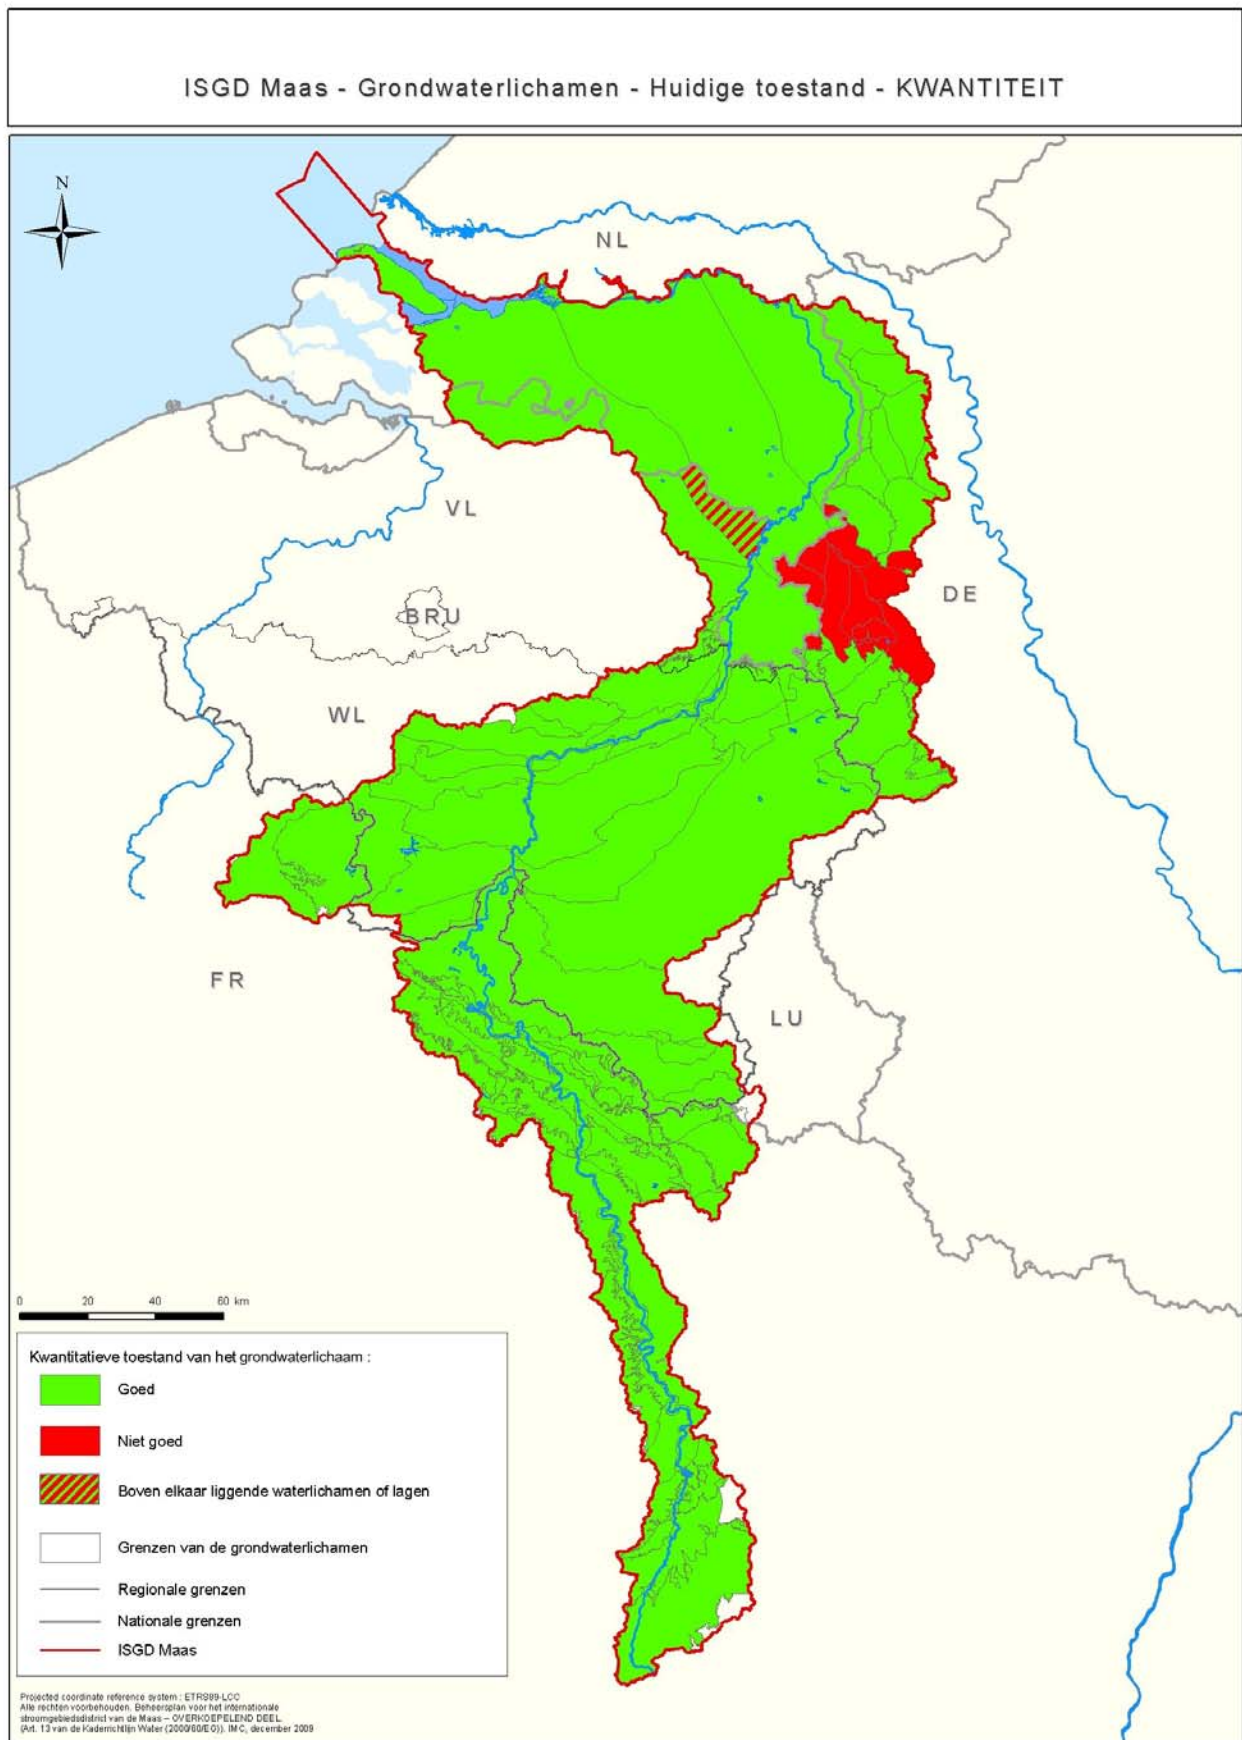 ISGD Maas - Grondwaterlichamen - Huidige toestand - KWANTITEIT
N
NL
VL
BRU
DE
WL
FR
LU
0 20 40 60 km
Kwantitatieve toestand van het grondwaterlichaam :
Goed
Niet goed
Boven elkaar liggende waterlichamen of lagen
Grenzen van de grondwaterlichamen
Regionale grenzen
Nationale grenzen
ISGD Maas
Projected coordinate reference system : ETRS89-LCC
Alle rechten voorbehouden. Beheersplan voor het internationale
stroomgebiedsdistrict van de Maas – OVERKOEPELEND DEEL
(Art. 13 van de Kaderrichtlijn Water (2000/60/EG)). IMC, december 2009